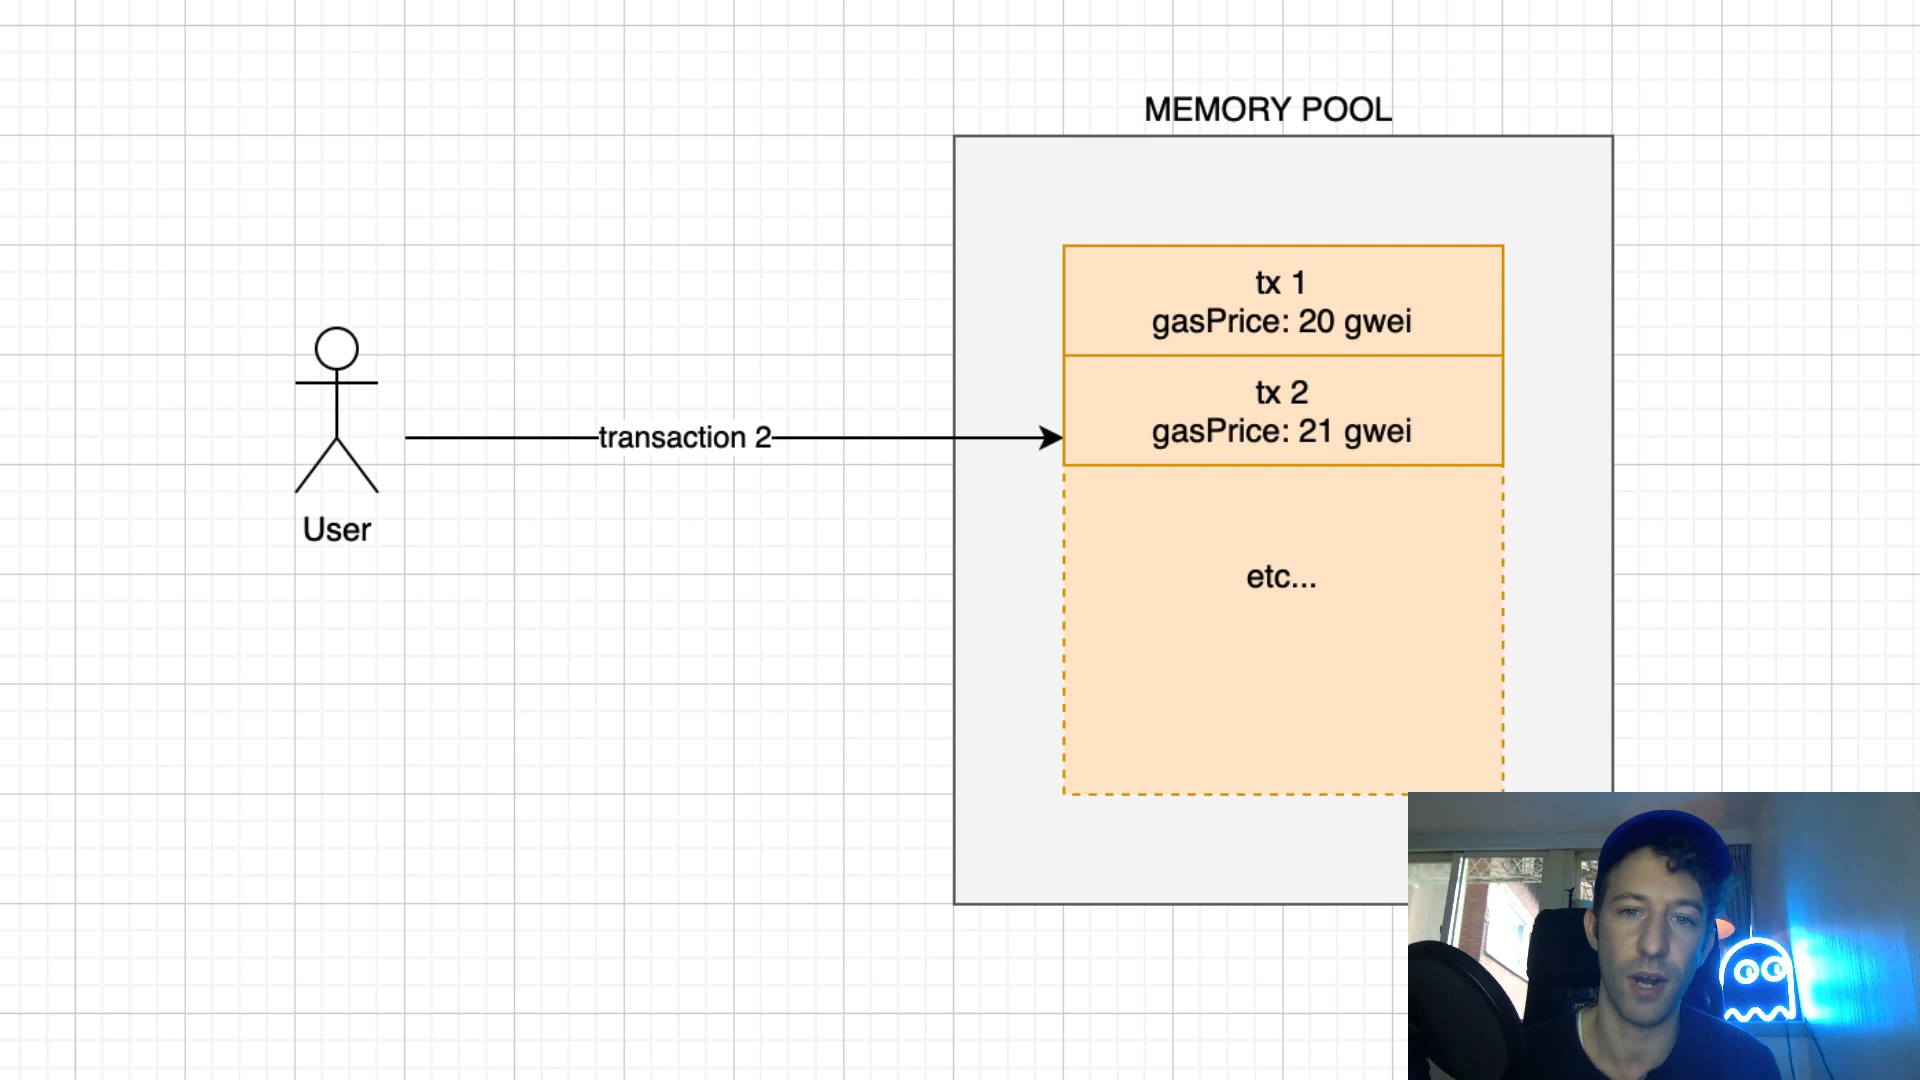 MEMORY POOL
tx 1
gasPrice: 20 gwei
tx 2
gasPrice: 21 gwei
transaction 2
User
etc...